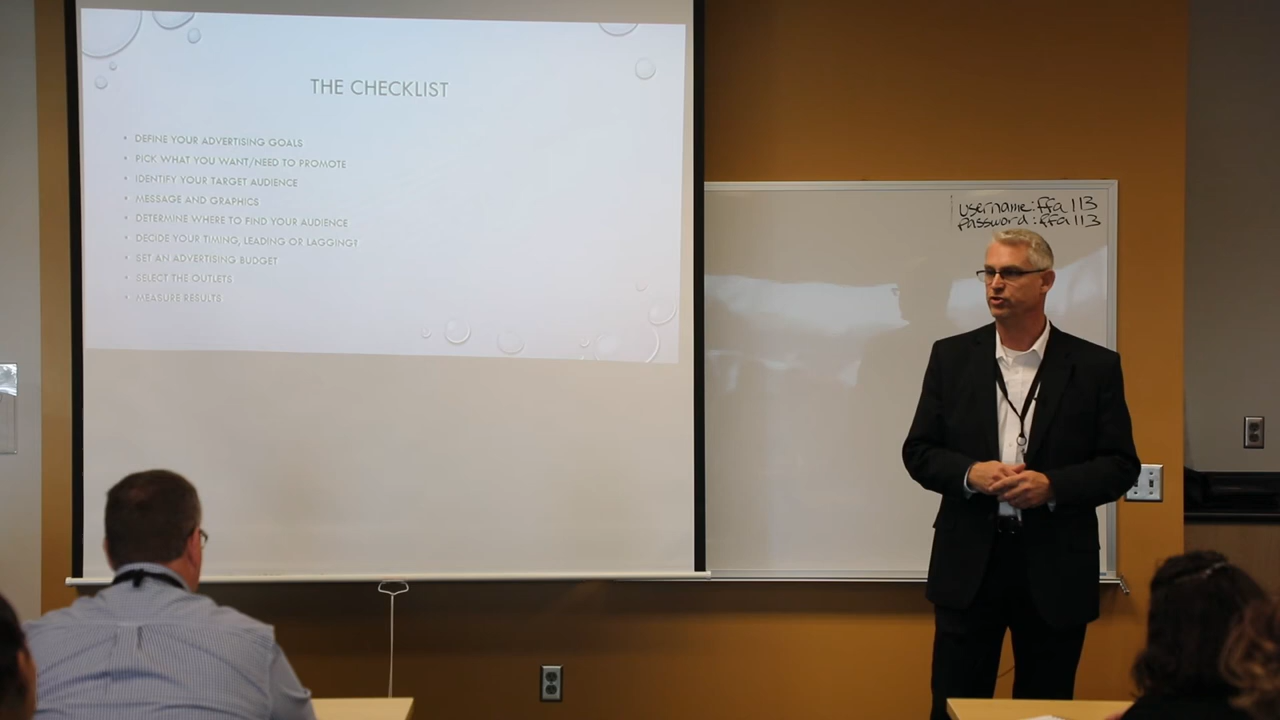 THE CHECKLIST
• DEFINE YOUR ADVERTISING GOALS
• PICK WHAT YOU WANT/NEED TO PROMOTE
• IDENTIFY YOUR TARGET AUDIENCE
• MESSAGE AND GRAPHICS
• DETERMINE WHERE TO FIND YOUR AUDIENCE
• DECIDE YOUR TIMING, LEADING OR LAGGING?
• SET AN ADVERTISING BUDGET
• SELECT THE OUTLETS
• MEASURE RESULTS
username: ffa113
password: ffa113